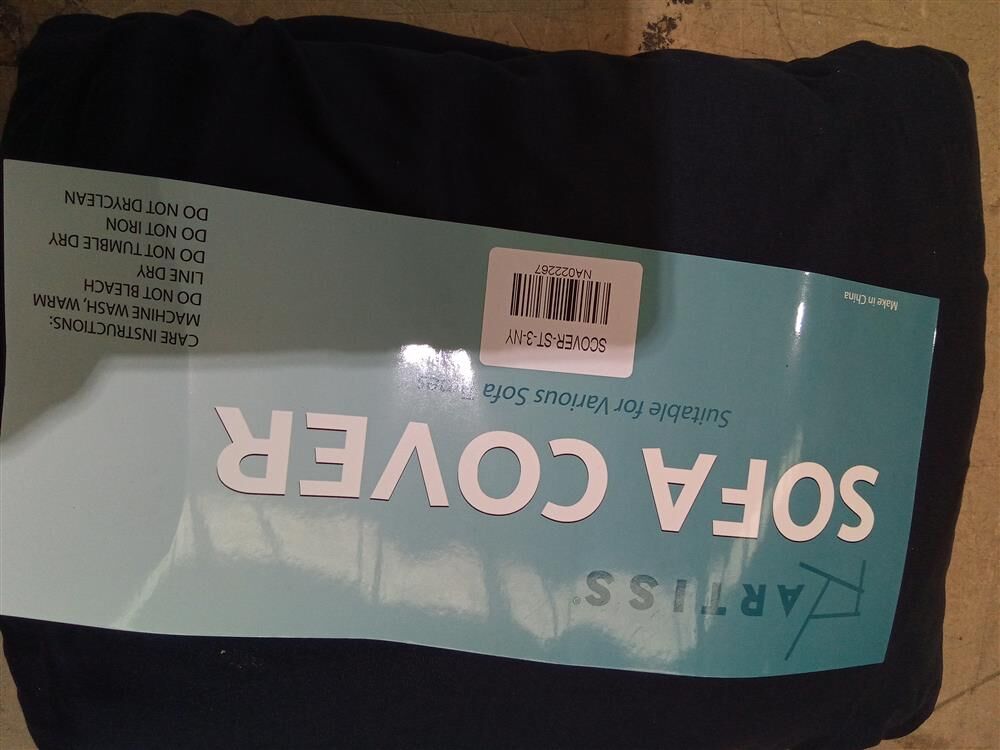 ARTISS®
SOFA COVER
Suitable for Various Sofa
SCOVER-ST-3-NY
NA022267
Make in China
CARE INSTRUCTIONS:
MACHINE WASH, WARM
DO NOT BLEACH
LINE DRY
DO NOT TUMBLE DRY
DO NOT IRON
DO NOT DRYCLEAN